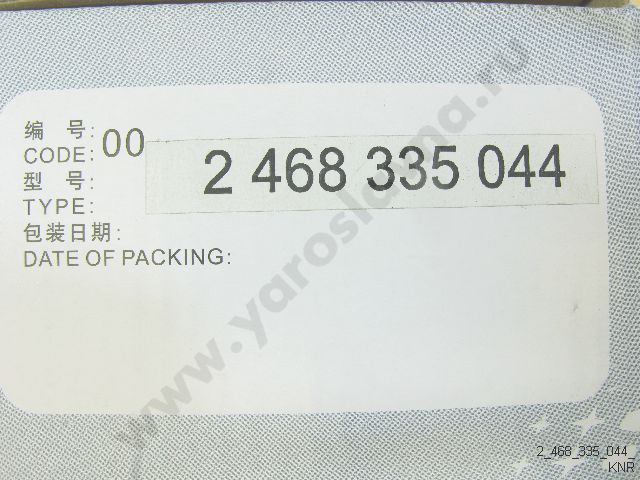 编 号:
CODE: 00 2 468 335 044
型 号:
TYPE:
包装日期:
DATE OF PACKING:
www.yaroslavna.ru
2_468_335_044_
KNR